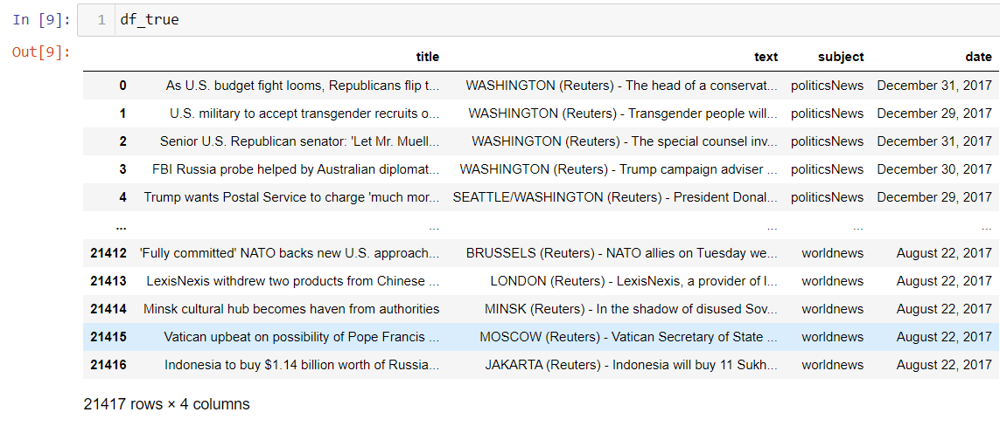 In [9]: 1 df_true
Out[9]:
title text subject date
0 As U.S. budget fight looms, Republicans flip t... WASHINGTON (Reuters) - The head of a conservat... politicsNews December 31, 2017
1 U.S. military to accept transgender recruits o... WASHINGTON (Reuters) - Transgender people will... politicsNews December 29, 2017
2 Senior U.S. Republican senator: 'Let Mr. Muell... WASHINGTON (Reuters) - The special counsel inv... politicsNews December 31, 2017
3 FBI Russia probe helped by Australian diplomat... WASHINGTON (Reuters) - Trump campaign adviser ... politicsNews December 30, 2017
4 Trump wants Postal Service to charge 'much mor... SEATTLE/WASHINGTON (Reuters) - President Donal... politicsNews December 29, 2017
... ... ... ... ...
21412 'Fully committed' NATO backs new U.S. approach... BRUSSELS (Reuters) - NATO allies on Tuesday we... worldnews August 22, 2017
21413 LexisNexis withdrew two products from Chinese ... LONDON (Reuters) - LexisNexis, a provider of l... worldnews August 22, 2017
21414 Minsk cultural hub becomes haven from authorities MINSK (Reuters) - In the shadow of disused Sov... worldnews August 22, 2017
21415 Vatican upbeat on possibility of Pope Francis ... MOSCOW (Reuters) - Vatican Secretary of State ... worldnews August 22, 2017
21416 Indonesia to buy $1.14 billion worth of Russia... JAKARTA (Reuters) - Indonesia will buy 11 Sukh... worldnews August 22, 2017
21417 rows × 4 columns